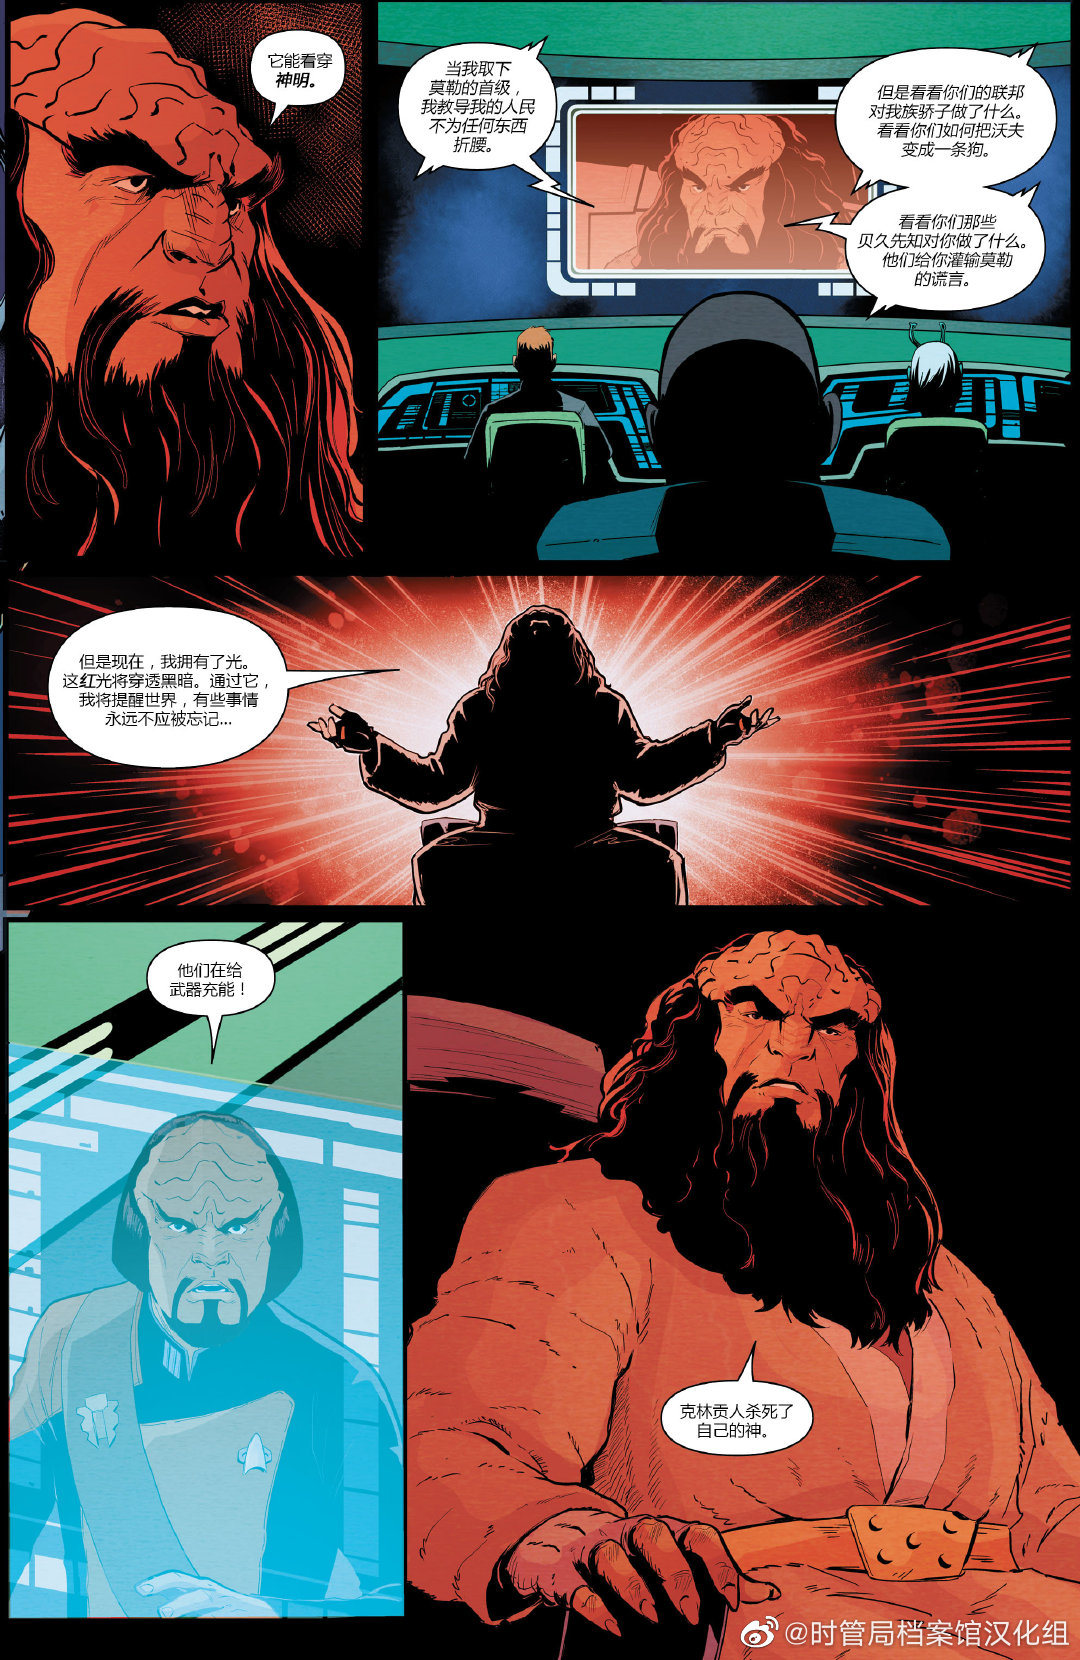 它能看穿
神明。
当我取下
莫勒的首级，
我教导我的人民
不为任何东西
折腰。
但是看看你们的联邦
对我族骄子做了什么。
看看你们如何把沃夫
变成一条狗。
看看你们那些
贝久先知对你做了什么。
他们给你灌输莫勒
的谎言。
但是现在，我拥有了光。
这红光将穿透黑暗。通过它，
我将提醒世界，有些事情
永远不应被忘记...
他们在给
武器充能！
克林贡人杀死了
自己的神。
@时管局档案馆汉化组